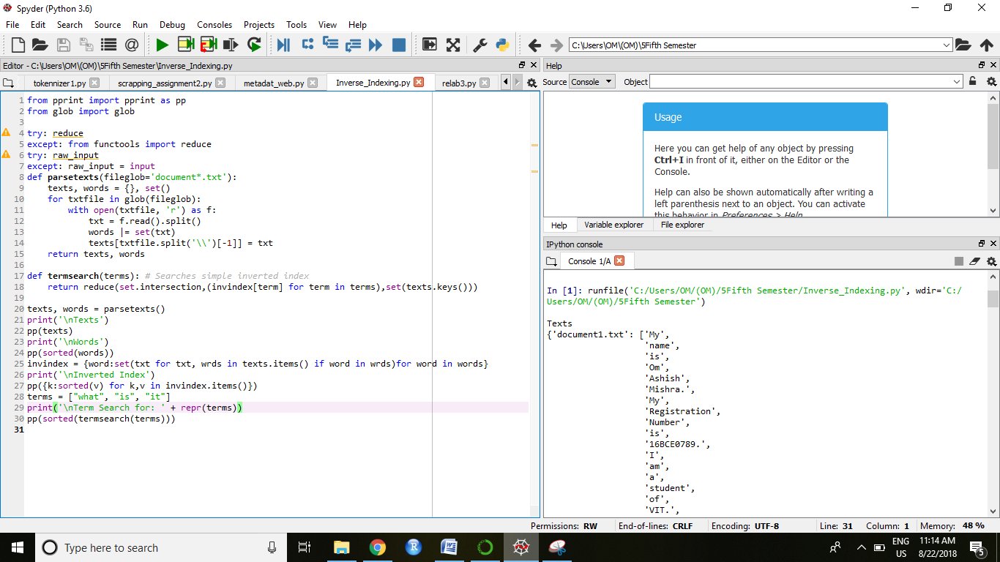 Spyder (Python 3.6)
File Edit Search Source Run Debug Consoles Projects Tools View Help
C:\Users\OM\(OM)\5Fifth Semester
Editor - C:\Users\OM\(OM)\5Fifth Semester\Inverse_Indexing.py
tokennizer1.py scrapping_assignment2.py metadat_web.py Inverse_Indexing.py relab3.py
1 from pprint import pprint as pp
2 from glob import glob
3
4 try: reduce
5 except: from functools import reduce
6 try: raw_input
7 except: raw_input = input
8 def parsetexts(fileglob='document*.txt'):
9     texts, words = {}, set()
10     for txtfile in glob(fileglob):
11         with open(txtfile, 'r') as f:
12             txt = f.read().split()
13             words |= set(txt)
14             texts[txtfile.split('\\')[-1]] = txt
15     return texts, words
16
17 def termsearch(terms): # Searches simple inverted index
18     return reduce(set.intersection,(invindex[term] for term in terms),set(texts.keys()))
19
20 texts, words = parsetexts()
21 print('\nTexts')
22 pp(texts)
23 print('\nWords')
24 pp(sorted(words))
25 invindex = {word:set(txt for txt, wrds in texts.items() if word in wrds)for word in words}
26 print('\nInverted Index')
27 pp({k:sorted(v) for k,v in invindex.items()})
28 terms = ["what", "is", "it"]
29 print('\nTerm Search for: ' + repr(terms))
30 pp(sorted(termsearch(terms)))
31
Help
Source Console Object
Usage
Here you can get help of any object by pressing
Ctrl+I in front of it, either on the Editor or the
Console.
Help can also be shown automatically after writing a
left parenthesis next to an object. You can activate
this behavior in Preferences > Help.
Help Variable explorer File explorer
IPython console
Console 1/A
In [1]: runfile('C:/Users/OM/(OM)/5Fifth Semester/Inverse_Indexing.py', wdir='C:/
Users/OM/(OM)/5Fifth Semester')
Texts
{'document1.txt': ['My',
'name',
'is',
'Om',
'Ashish',
'Mishra.',
'My',
'Registration',
'Number',
'is',
'16BCE0789.',
'I',
'am',
'a',
'student',
'of',
'VIT.',
Permissions: RW End-of-lines: CRLF Encoding: UTF-8 Line: 31 Column: 1 Memory: 48 %
Type here to search
ENG
US
11:14 AM
8/22/2018
5